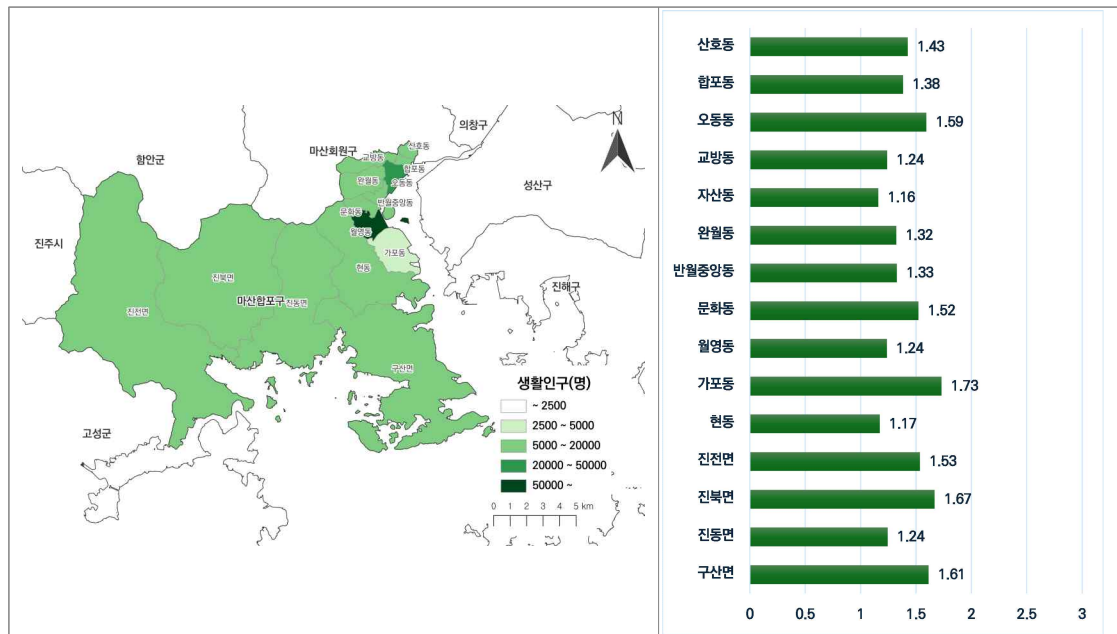 의창구
N
산호동
마산회원구
교방동
함안군
합포동
완월동
오동동
성산구
반월중앙동
문화동
월영동
진주시
가포동
현동
진북면
진해구
마산합포구
진동면
진전면
구산면
생활인구(명)
~ 2500
2500 ~ 5000
5000 ~ 20000
20000 ~ 50000
50000 ~
고성군
0 1 2 3 4 5 km
산호동 1.43
합포동 1.38
오동동 1.59
교방동 1.24
자산동 1.16
완월동 1.32
반월중앙동 1.33
문화동 1.52
월영동 1.24
가포동 1.73
현동 1.17
진전면 1.53
진북면 1.67
진동면 1.24
구산면 1.61
0 0.5 1 1.5 2 2.5 3